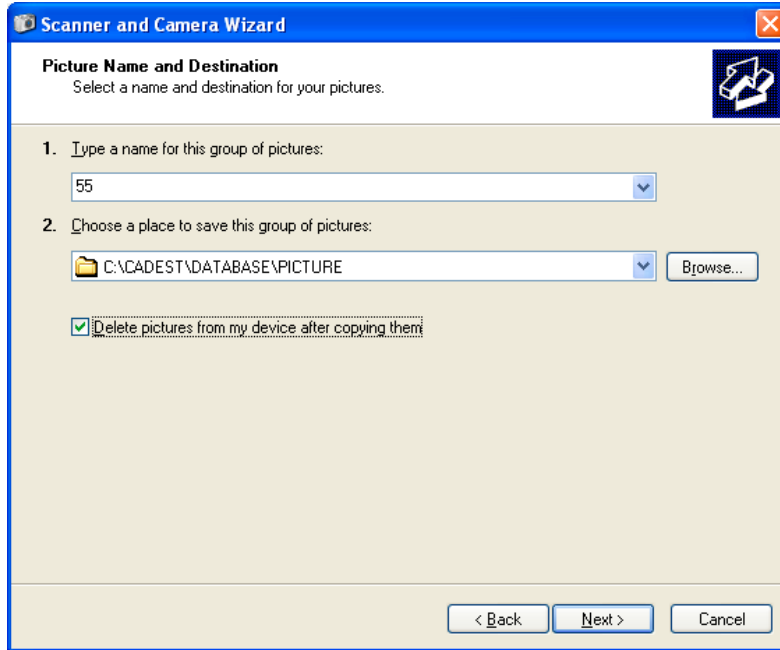 Scanner and Camera Wizard
Picture Name and Destination
Select a name and destination for your pictures.
1. Type a name for this group of pictures:
55
2. Choose a place to save this group of pictures:
C:\CADEST\DATABASE\PICTURE
Browse...
Delete pictures from my device after copying them
< Back
Next >
Cancel